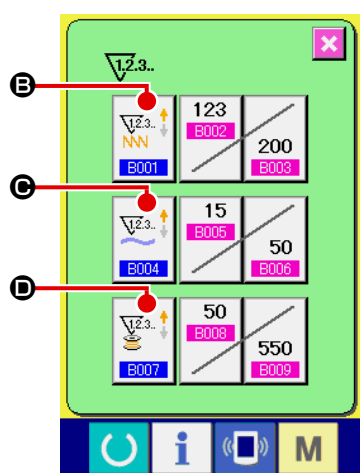 1,2,3..
B
1,2,3..
B001
123
B002
200
B003
C
1,2,3..
B004
15
B005
50
B006
D
1,2,3..
B007
50
B008
550
B009
i
M